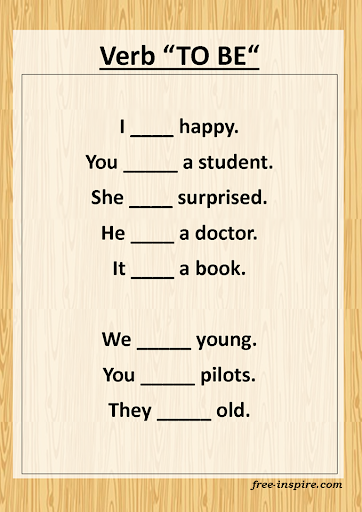 Verb “TO BE“
I ____ happy.
You _____ a student.
She ____ surprised.
He ____ a doctor.
It ____ a book.
We _____ young.
You _____ pilots.
They _____ old.
free-inspire.com